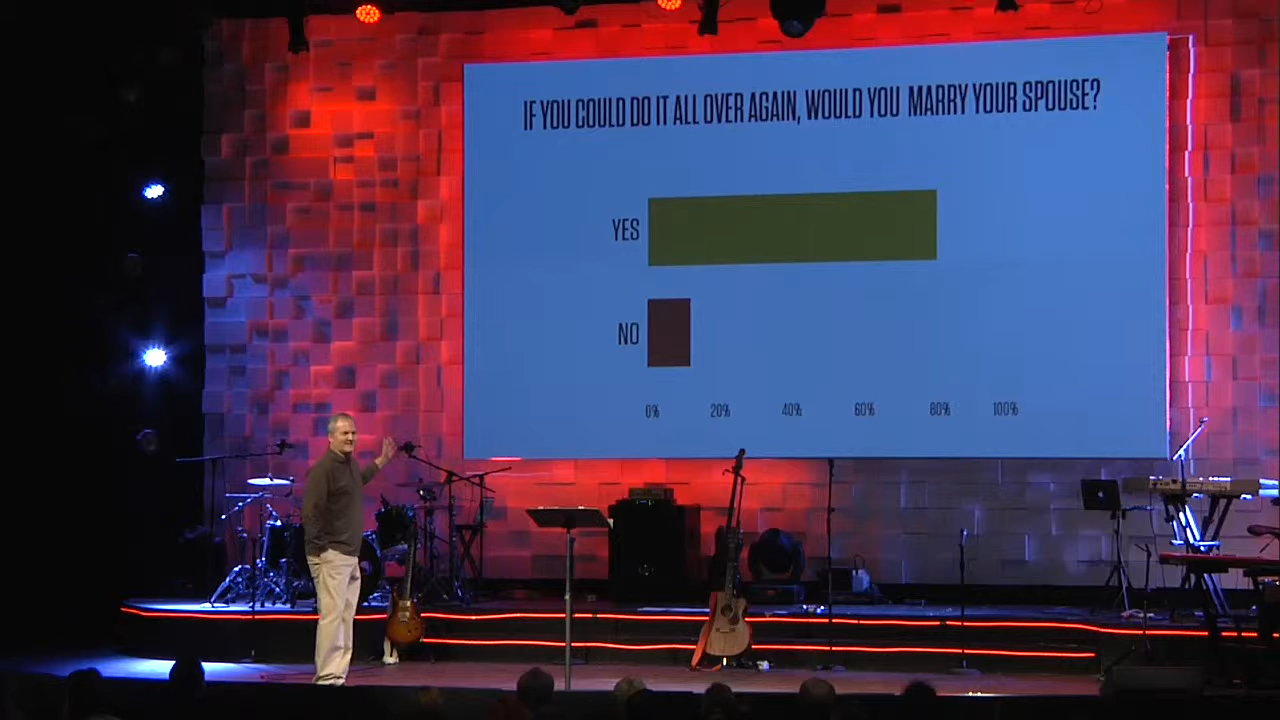 IF YOU COULD DO IT ALL OVER AGAIN, WOULD YOU MARRY YOUR SPOUSE?
YES
NO
0% 20% 40% 60% 80% 100%